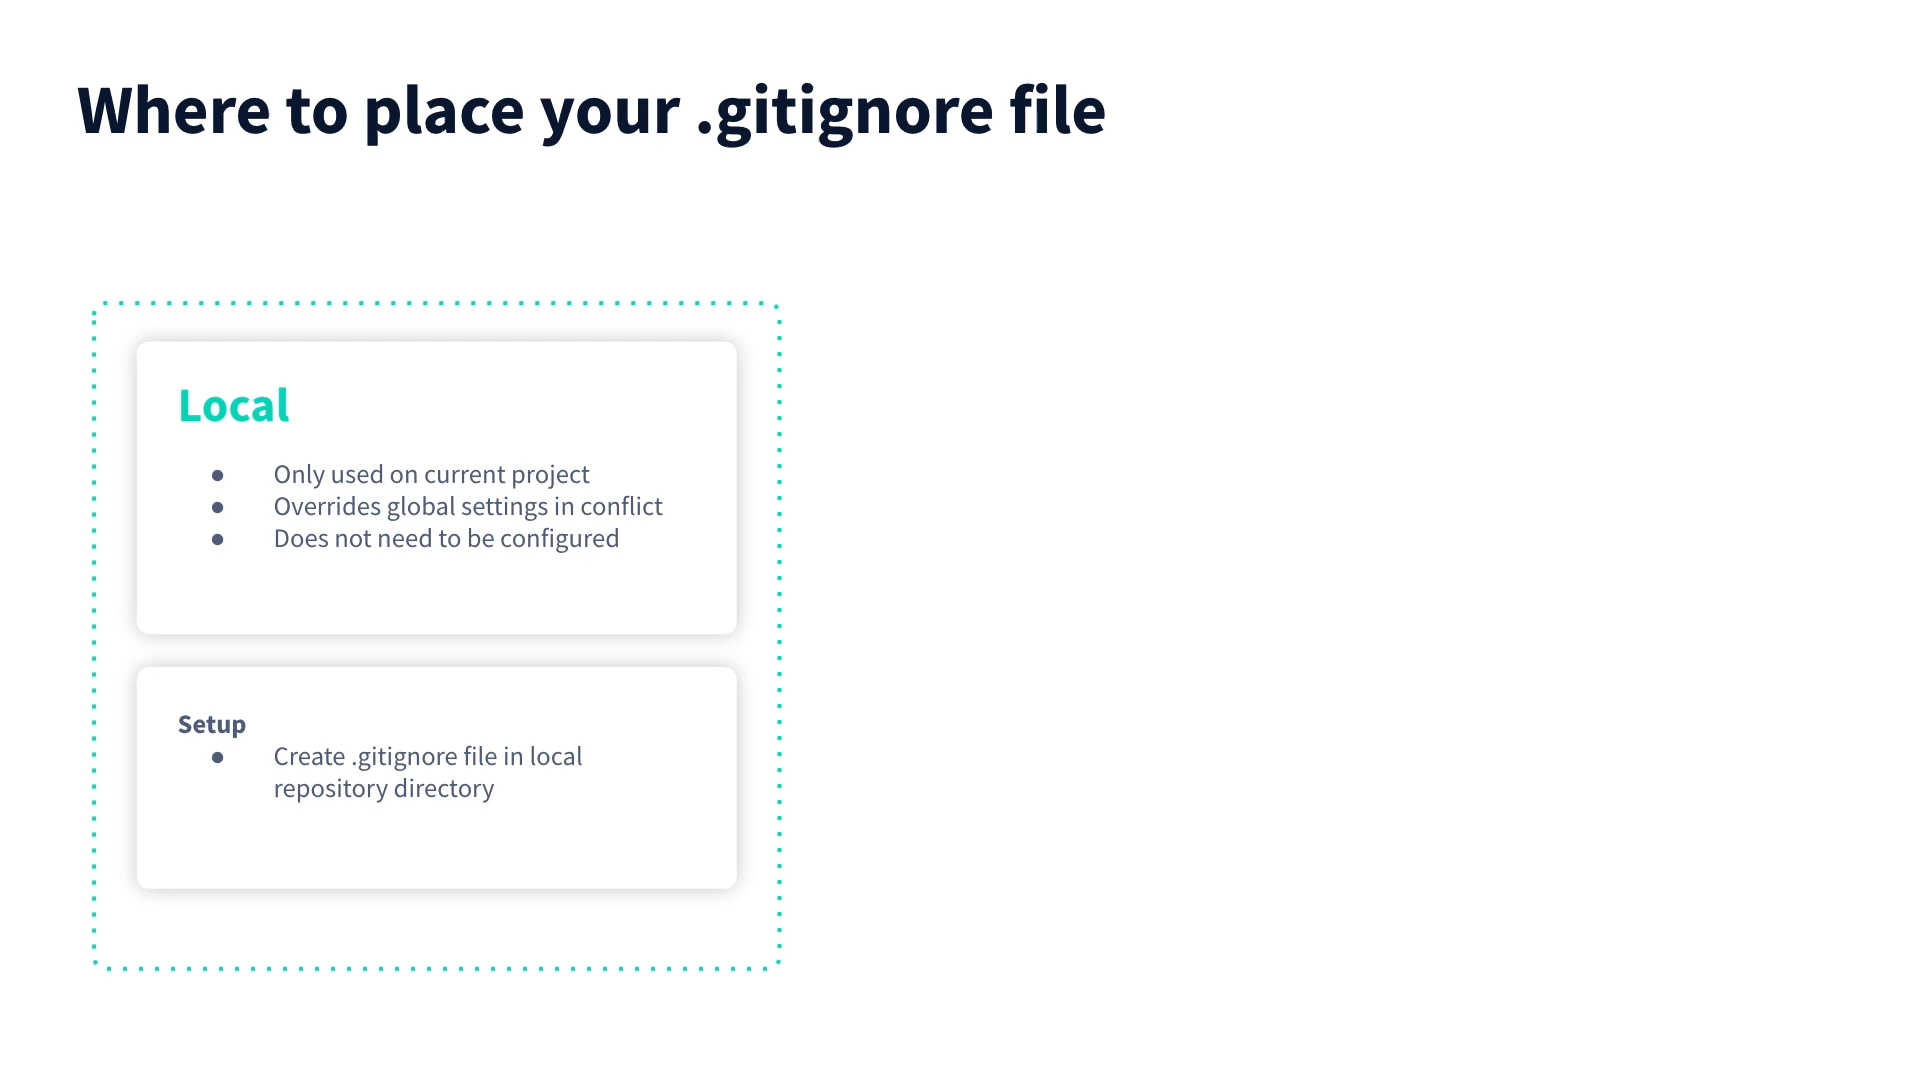 Where to place your .gitignore file
Local
● Only used on current project
● Overrides global settings in conflict
● Does not need to be configured
Setup
● Create .gitignore file in local
repository directory